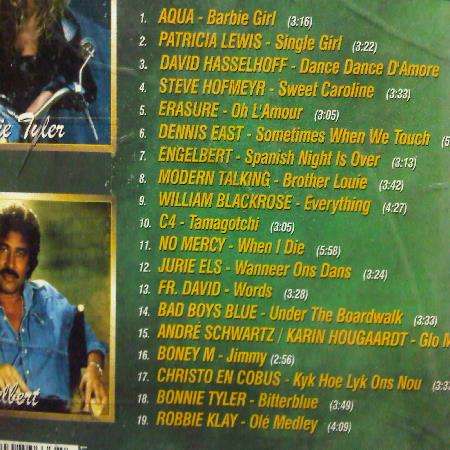 1. AQUA - Barbie Girl (3:16)
2. PATRICIA LEWIS - Single Girl (3:22)
3. DAVID HASSELHOFF - Dance Dance D'Amore
4. STEVE HOFMEYR - Sweet Caroline (3:33)
5. ERASURE - Oh L'Amour (3:05)
6. DENNIS EAST - Sometimes When We Touch (5
7. ENGELBERT - Spanish Night Is Over (3:13)
8. MODERN TALKING - Brother Louie (3:42)
9. WILLIAM BLACKROSE - Everything (4:27)
10. C4 - Tamagotchi (3:05)
11. NO MERCY - When I Die (5:58)
12. JURIE ELS - Wanneer Ons Dans (3:24)
13. FR. DAVID - Words (3:28)
14. BAD BOYS BLUE - Under The Boardwalk (3:33)
15. ANDRÉ SCHWARTZ / KARIN HOUGAARDT - Glo M
16. BONEY M - Jimmy (2:56)
17. CHRISTO EN COBUS - Kyk Hoe Lyk Ons Nou (3:3
18. BONNIE TYLER - Bitterblue (3:49)
19. ROBBIE KLAY - Olé Medley (4:09)
ie Tyler
lbert